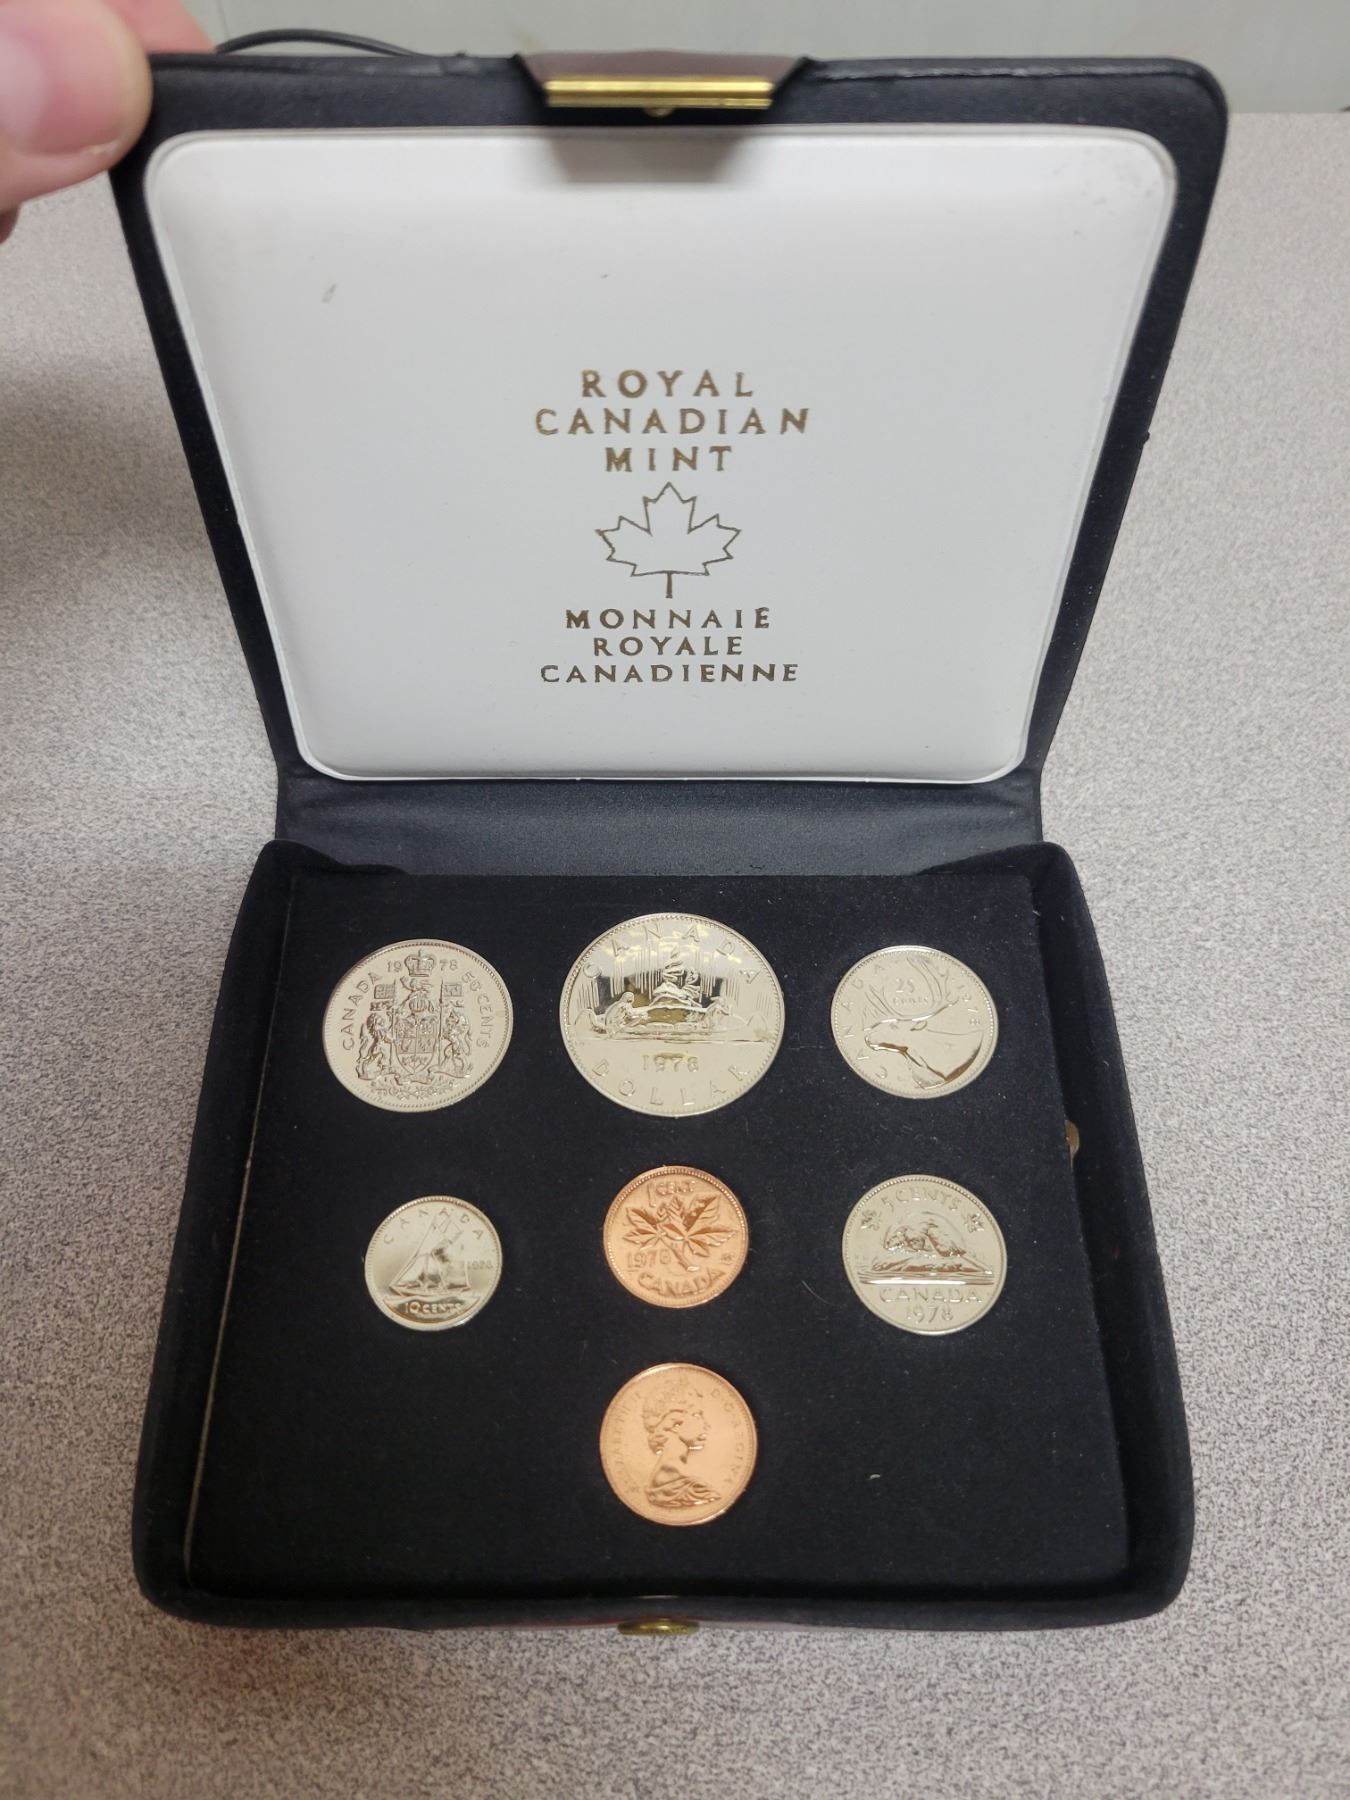 ROYAL
CANADIAN
MINT
MONNAIE
ROYALE
CANADIENNE
CANADA 1978 50 CENTS
CANADA
1978
DOLLAR
CANADA 25 CENTS 1978
CANADA
1978
10 CENTS
1 CENT
1978
CANADA
5 CENTS
CANADA
1978
ELIZABETH II D·G·REGINA